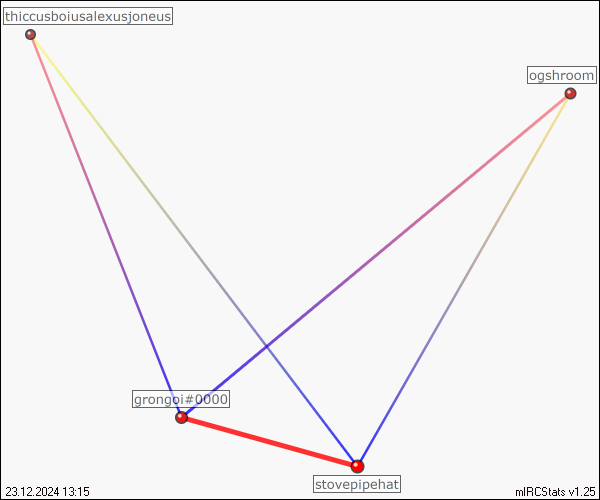 thiccusboiusalexusjoneus
ogshroom
grongoi#0000
stovepipehat
23.12.2024 13:15
mIRCStats v1.25